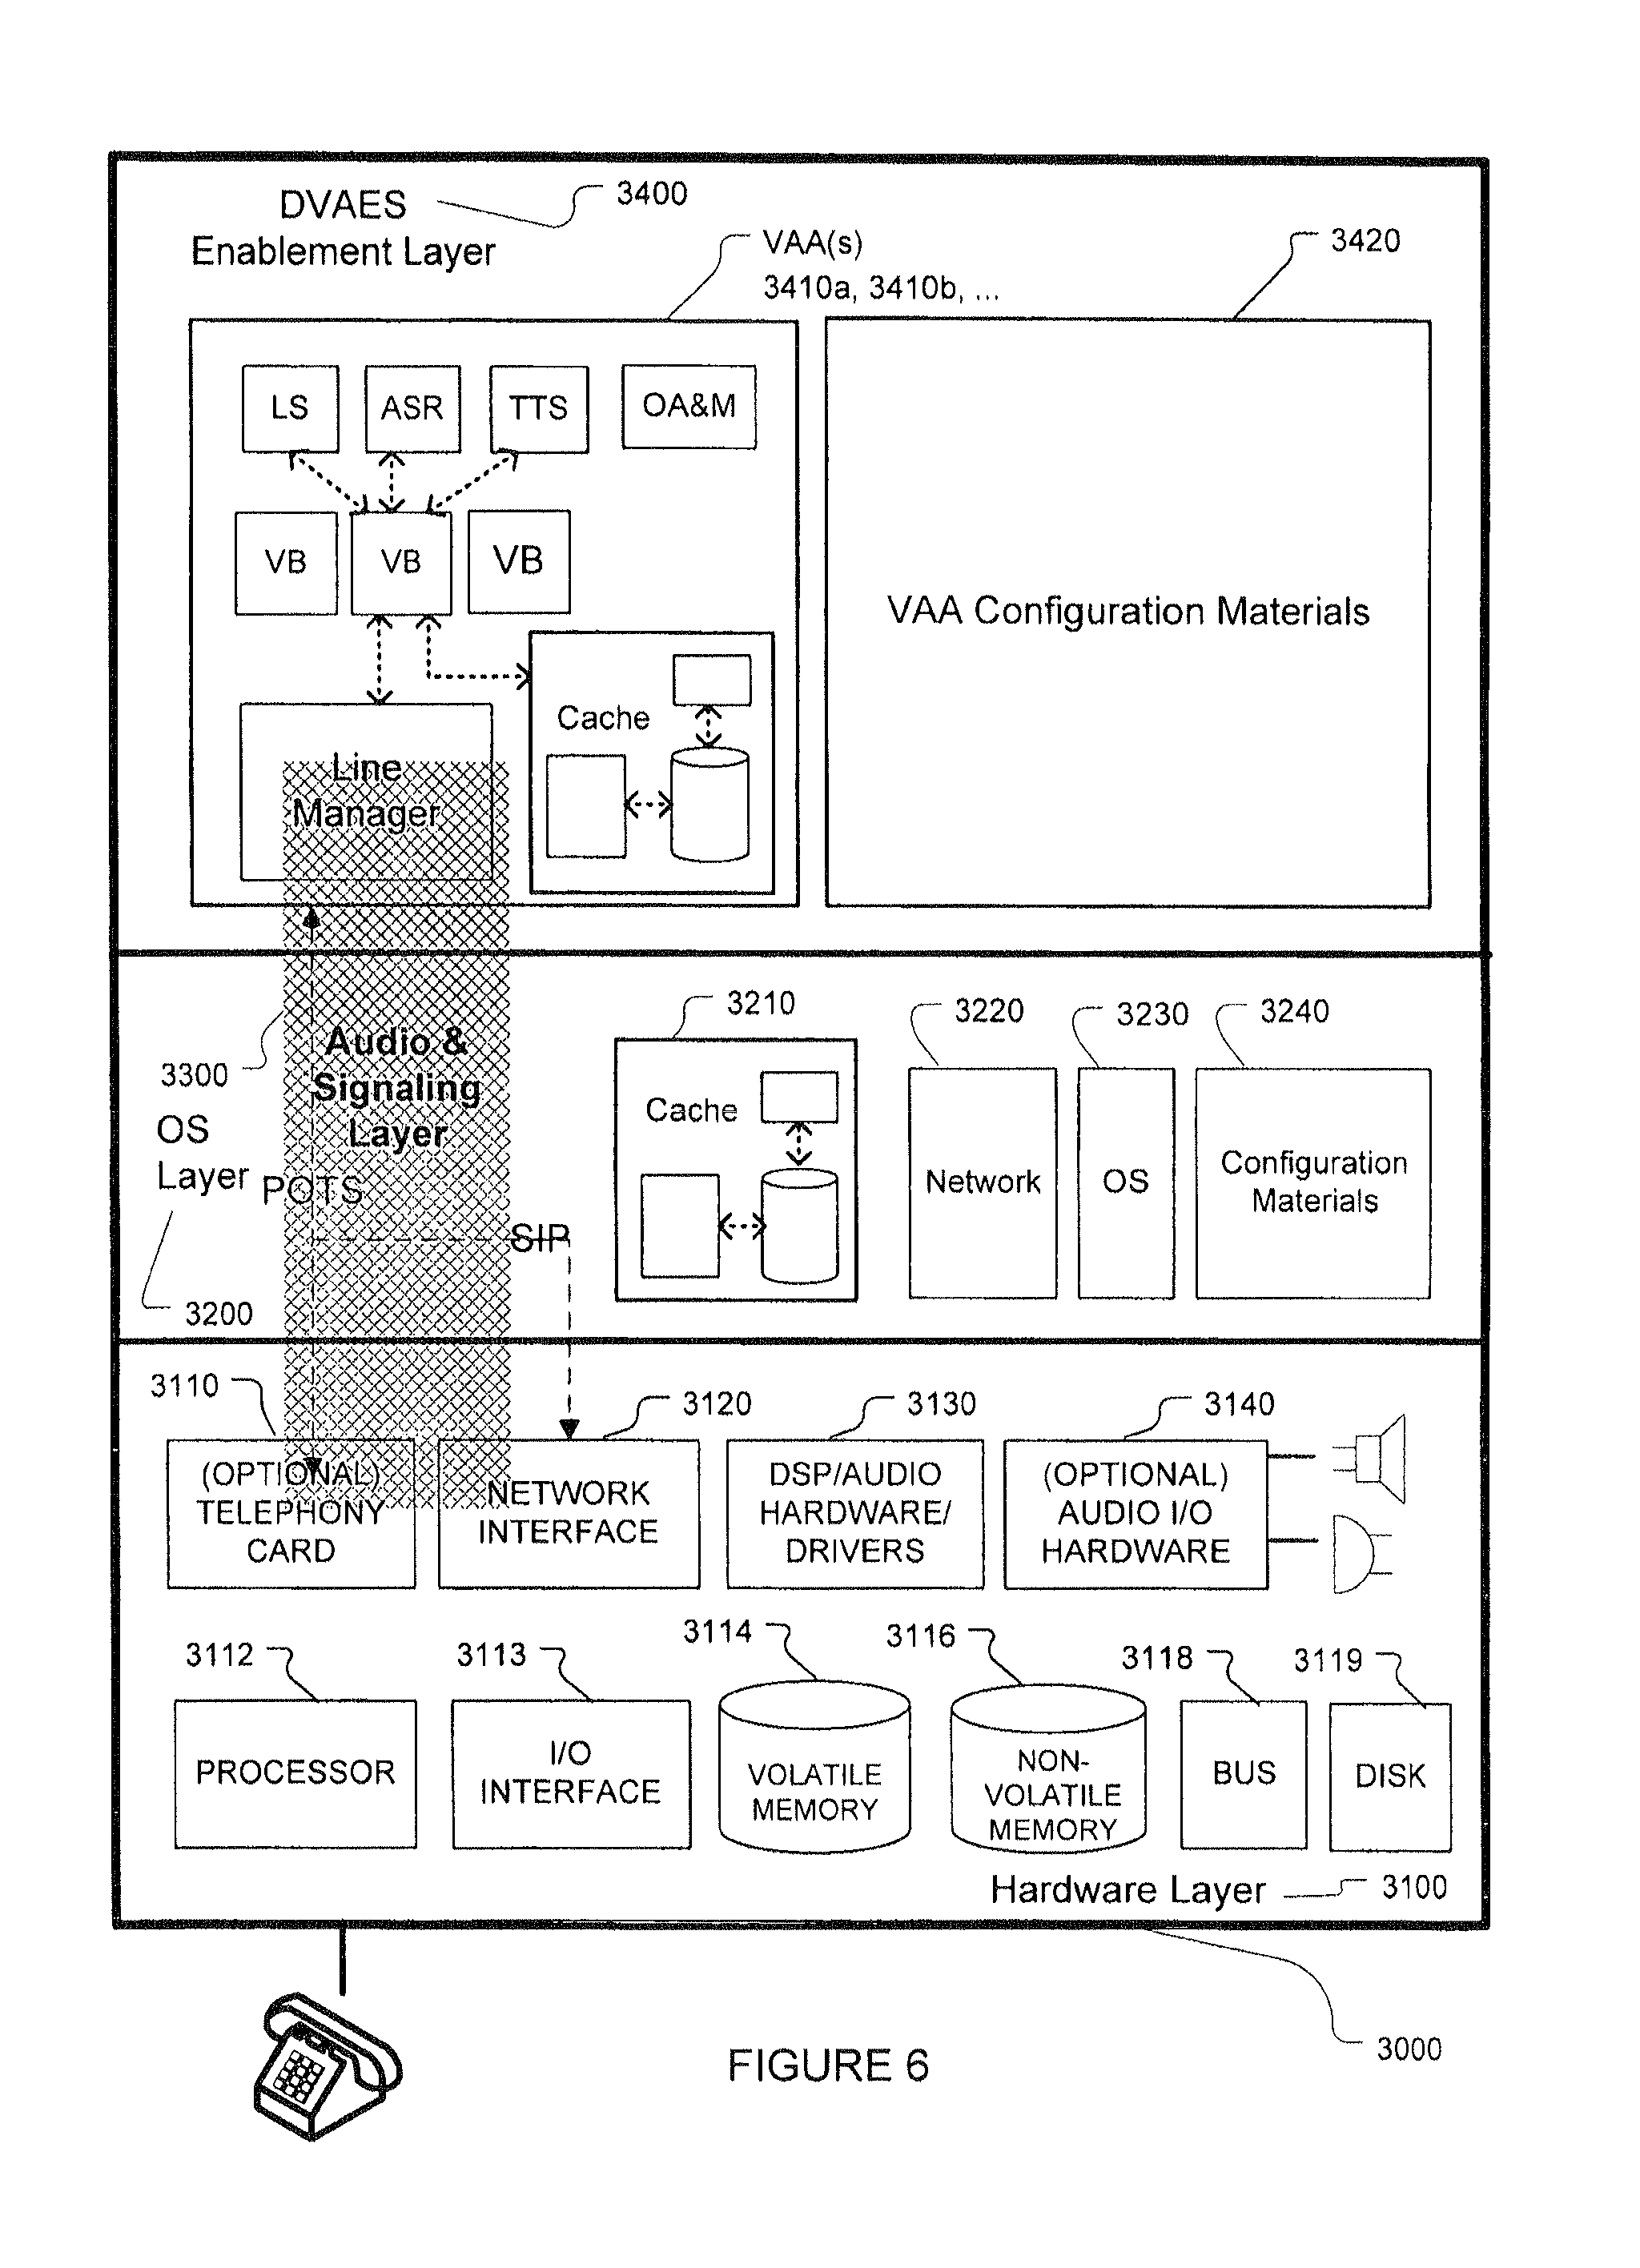 DVAES
Enablement Layer
3400
VAA(s)
3410a, 3410b, ...
3420
LS
ASR
TTS
OA&M
VB
VB
VB
VAA Configuration Materials
Cache
Line
Manager
3300
Audio &
Signaling
Layer
OS
Layer
POTS
SIP
3200
3210
Cache
3220
Network
3230
OS
3240
Configuration
Materials
3110
(OPTIONAL)
TELEPHONY
CARD
3120
NETWORK
INTERFACE
3130
DSP/AUDIO
HARDWARE/
DRIVERS
3140
(OPTIONAL)
AUDIO I/O
HARDWARE
3112
PROCESSOR
3113
I/O
INTERFACE
3114
VOLATILE
MEMORY
3116
NON-
VOLATILE
MEMORY
3118
BUS
3119
DISK
Hardware Layer
3100
3000
FIGURE 6